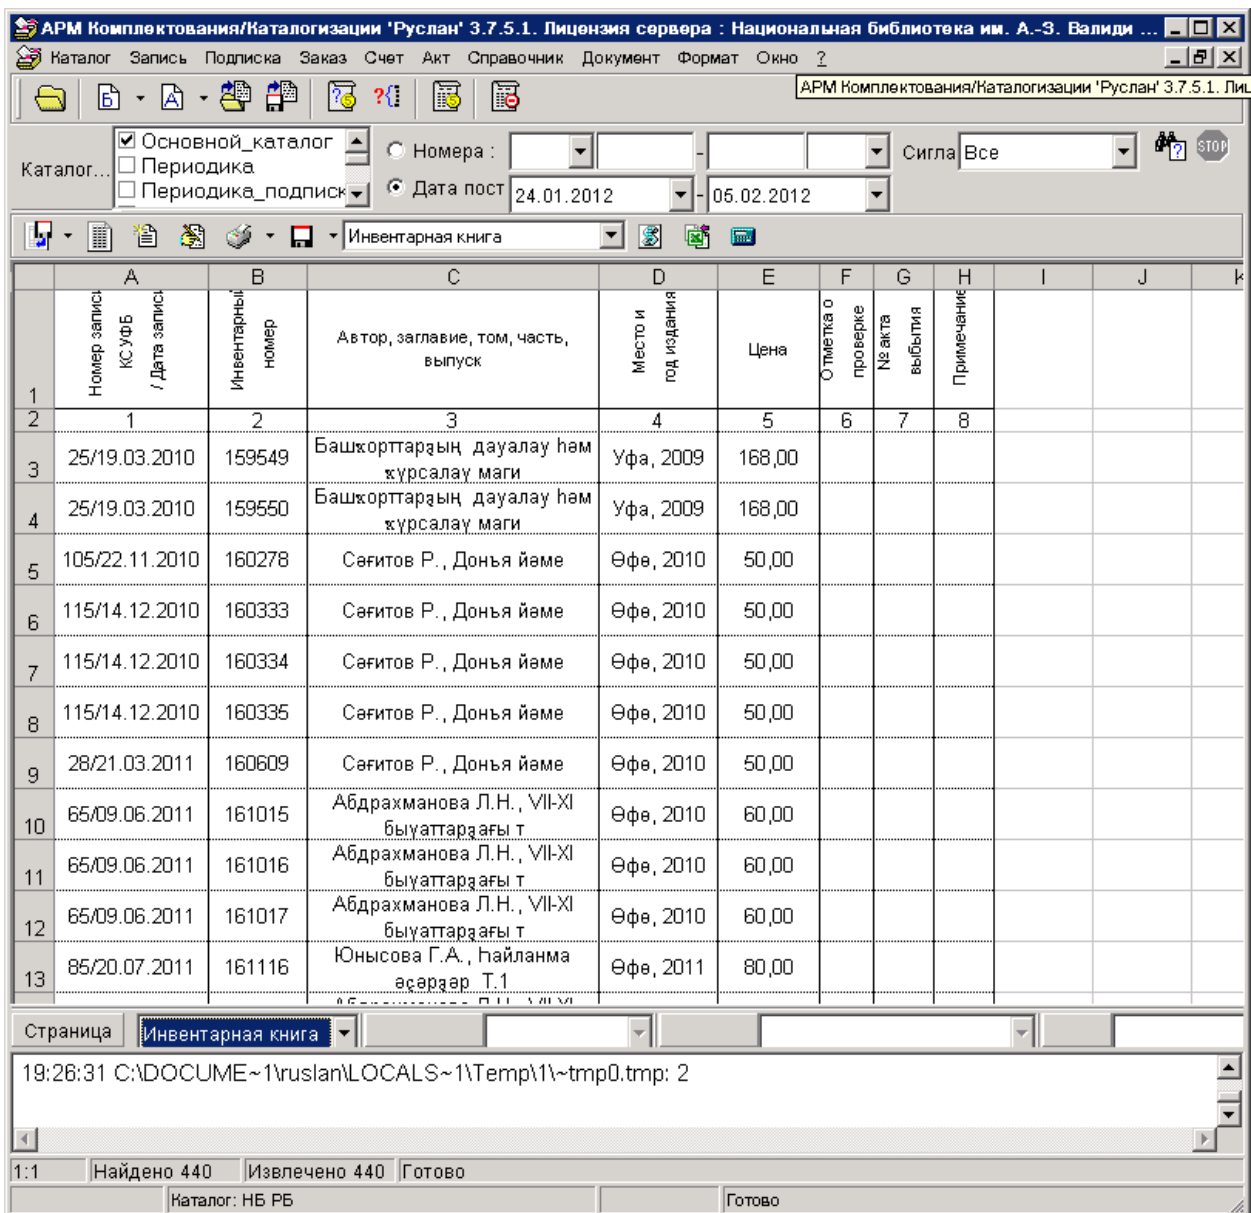 АРМ Комплектования/Каталогизации 'Руслан' 3.7.5.1. Лицензия сервера : Национальная библиотека им. А.-З. Валиди ...
Каталог Запись Подписка Заказ Счет Акт Справочник Документ Формат Окно ?
АРМ Комплектования/Каталогизации 'Руслан' 3.7.5.1. Лиц
Каталог...
Основной_каталог
Периодика
Периодика_подписк
Номера : - Сигла Все
Дата пост 24.01.2012 - 05.02.2012
STOP
Инвентарная книга
A B C D E F G H I J K
1 Номер записи КСУФБ / Дата записи Инвентарный номер Автор, заглавие, том, часть, выпуск Место и год издания Цена Отметка о проверке № акта выбытия Примечание
2 1 2 3 4 5 6 7 8
3 25/19.03.2010 159549 Башҡорттарҙың дауалау һәм ҡурсалау маги Уфа, 2009 168,00
4 25/19.03.2010 159550 Башҡорттарҙың дауалау һәм ҡурсалау маги Уфа, 2009 168,00
5 105/22.11.2010 160278 Сәғитов Р., Донъя йәме Өфө, 2010 50,00
6 115/14.12.2010 160333 Сәғитов Р., Донъя йәме Өфө, 2010 50,00
7 115/14.12.2010 160334 Сәғитов Р., Донъя йәме Өфө, 2010 50,00
8 115/14.12.2010 160335 Сәғитов Р., Донъя йәме Өфө, 2010 50,00
9 28/21.03.2011 160609 Сәғитов Р., Донъя йәме Өфө, 2010 50,00
10 65/09.06.2011 161015 Абдрахманова Л.Н., VII-XI быуаттарҙағы т Өфө, 2010 60,00
11 65/09.06.2011 161016 Абдрахманова Л.Н., VII-XI быуаттарҙағы т Өфө, 2010 60,00
12 65/09.06.2011 161017 Абдрахманова Л.Н., VII-XI быуаттарҙағы т Өфө, 2010 60,00
13 85/20.07.2011 161116 Юнысова Г.А., Һайланма әҫәрҙәр Т.1 Өфө, 2011 80,00
Страница Инвентарная книга
19:26:31 C:\DOCUME~1\ruslan\LOCALS~1\Temp\1\~tmp0.tmp: 2
1:1 Найдено 440 Извлечено 440 Готово
Каталог: НБ РБ Готово